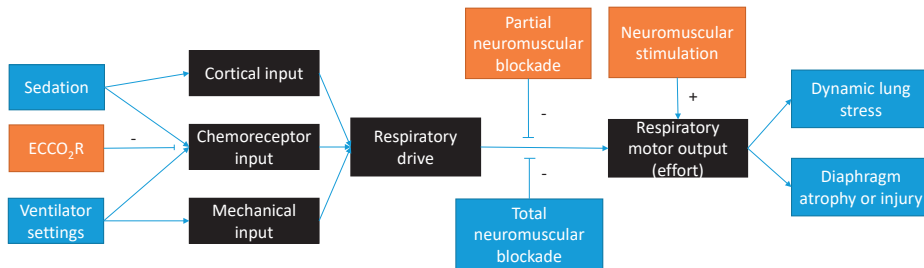 Sedation
ECCO₂R
Ventilator
settings
-
Cortical input
Chemoreceptor
input
Mechanical
input
Respiratory
drive
Partial
neuromuscular
blockade
-
-
Total
neuromuscular
blockade
Neuromuscular
stimulation
+
Respiratory
motor output
(effort)
Dynamic lung
stress
Diaphragm
atrophy or injury